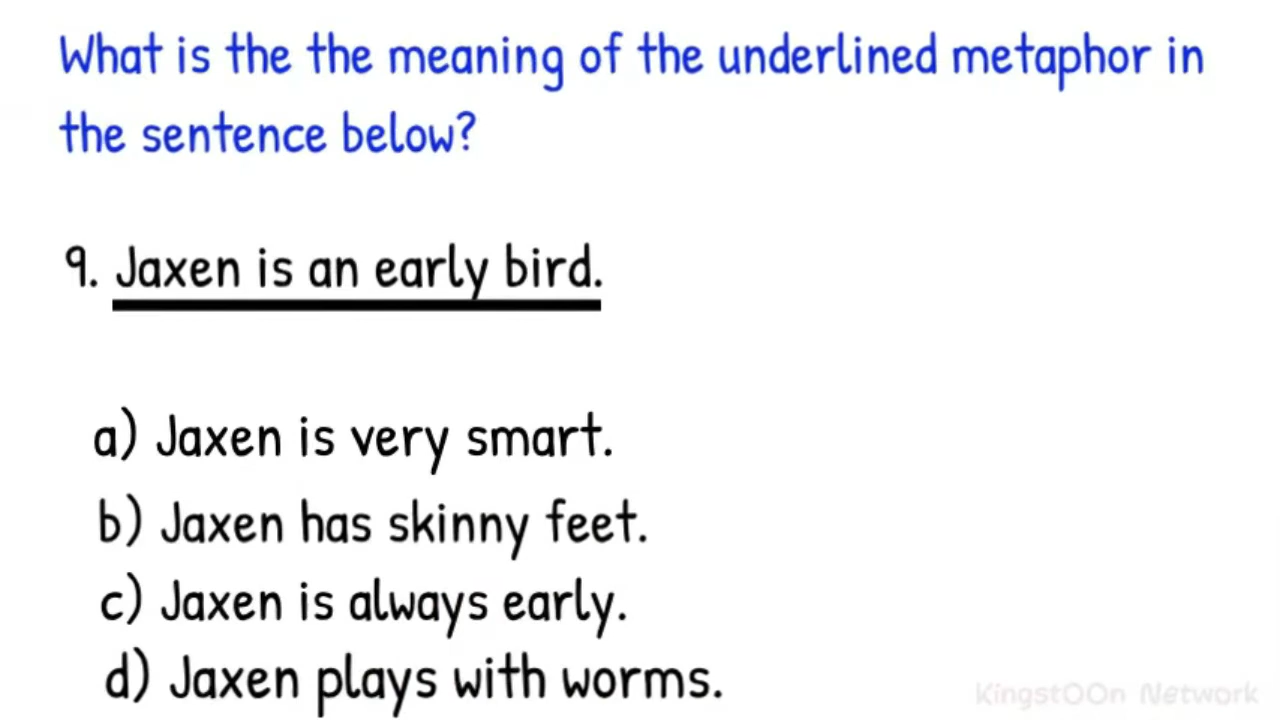 What is the the meaning of the underlined metaphor in
the sentence below?
9. Jaxen is an early bird.
a) Jaxen is very smart.
b) Jaxen has skinny feet.
c) Jaxen is always early.
d) Jaxen plays with worms.
KingstOOn Network